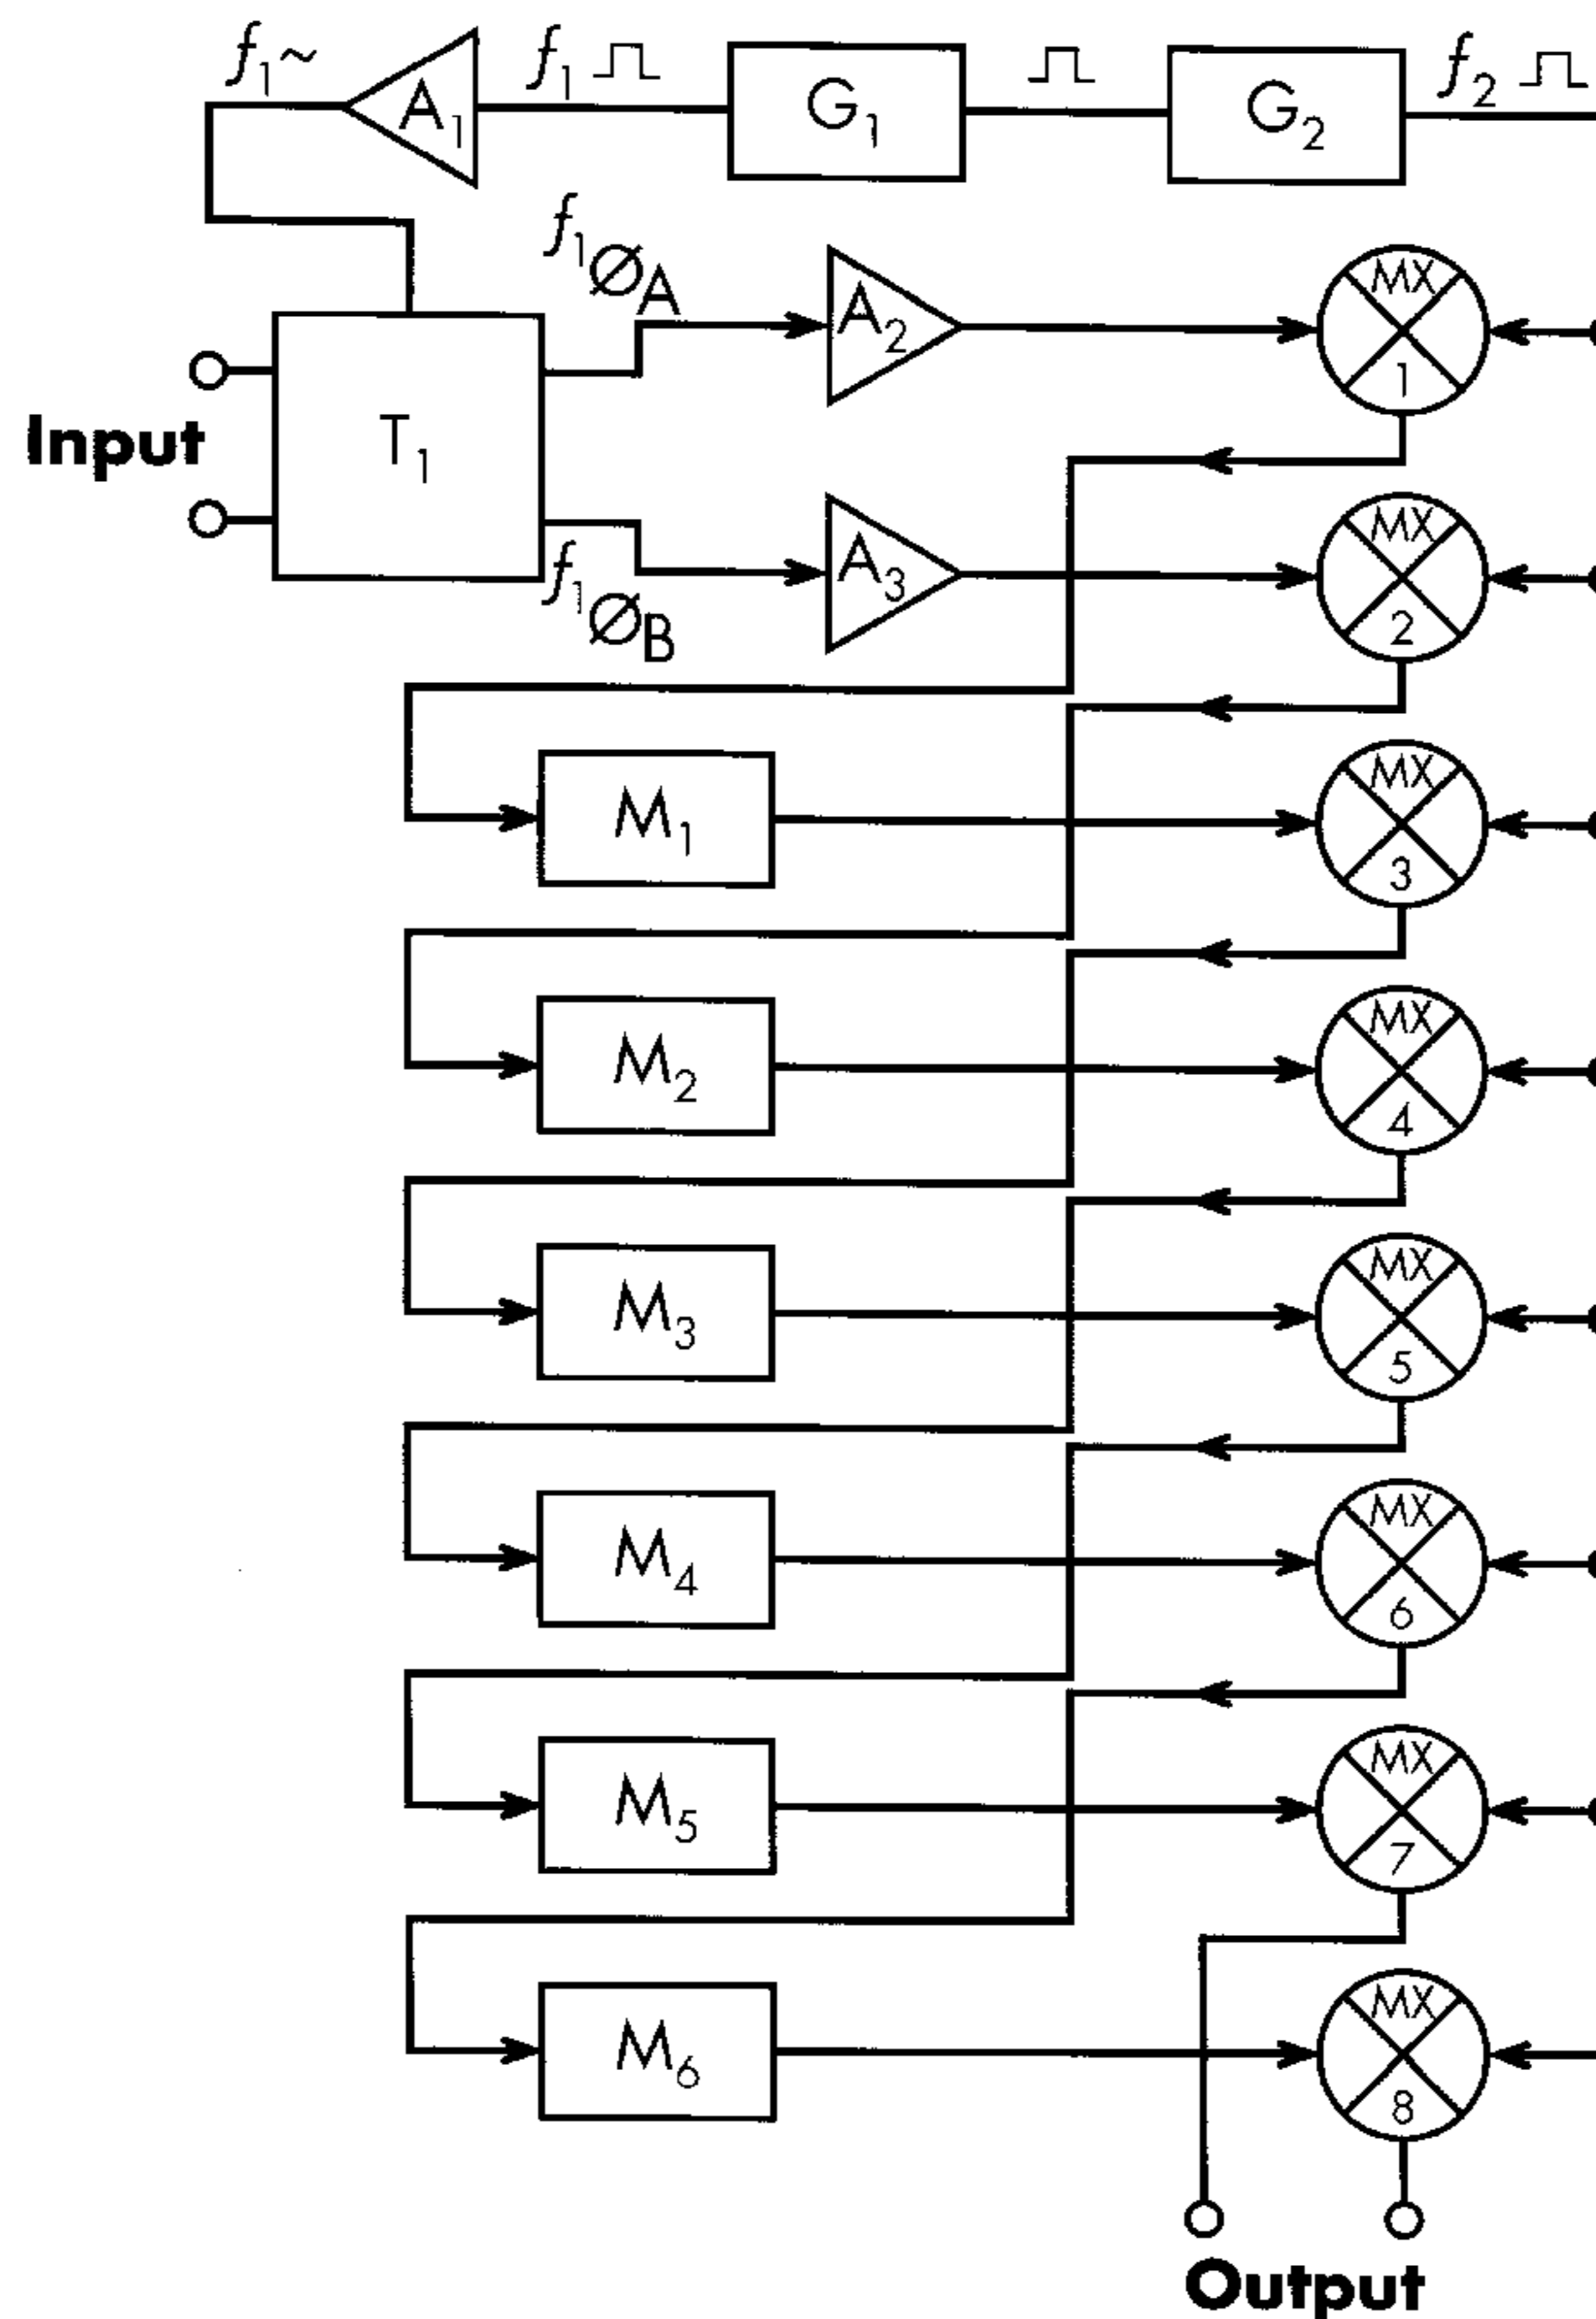 f1~ A1 f1 G1 G2 f2
f1ØA
A2 MX 1
Input T1
A3 MX 2
f1ØB
M1 MX 3
M2 MX 4
M3 MX 5
M4 MX 6
M5 MX 7
M6 MX 8
Output